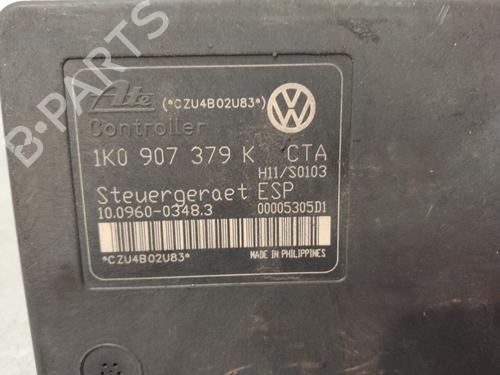 Ate (*CZU4B02U83*)
Controller
1K0 907 379 K CTA
H11/S0103
Steuergeraet ESP
10.0960-0348.3 00005305D1
*CZU4B02U83*
MADE IN PHILIPPINES
B-PARTS